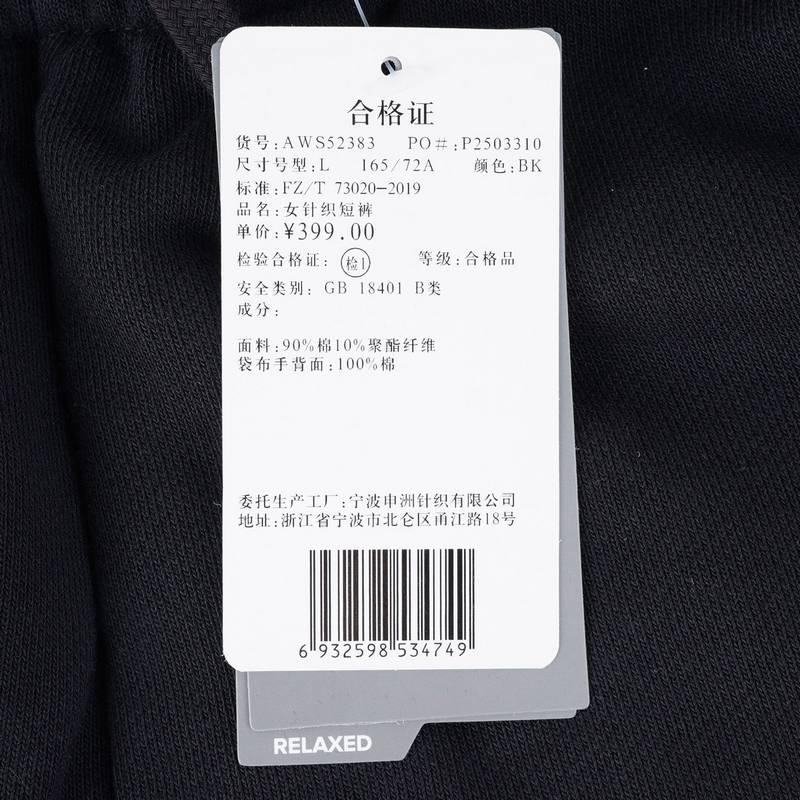 合格证
货号:AWS52383 PO#:P2503310
尺寸号型:L 165/72A 颜色:BK
标准:FZ/T 73020-2019
品名:女针织短裤
单价:¥399.00
检验合格证: 检1 等级:合格品
安全类别: GB 18401 B类
成分:
面料:90%棉10%聚酯纤维
袋布手背面:100%棉
委托生产工厂:宁波申洲针织有限公司
地址:浙江省宁波市北仑区甬江路18号
6 932598 534749
RELAXED